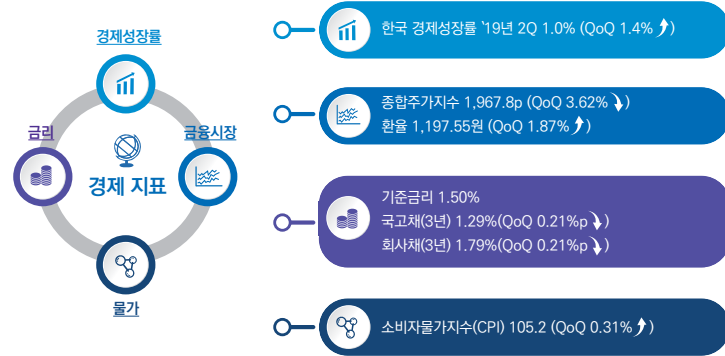 경제성장률
금리
금융시장
경제 지표
물가
한국 경제성장률 `19년 2Q 1.0% (QoQ 1.4% )
종합주가지수 1,967.8p (QoQ 3.62% )
환율 1,197.55원 (QoQ 1.87% )
기준금리 1.50%
국고채(3년) 1.29%(QoQ 0.21%p )
회사채(3년) 1.79%(QoQ 0.21%p )
소비자물가지수(CPI) 105.2 (QoQ 0.31% )